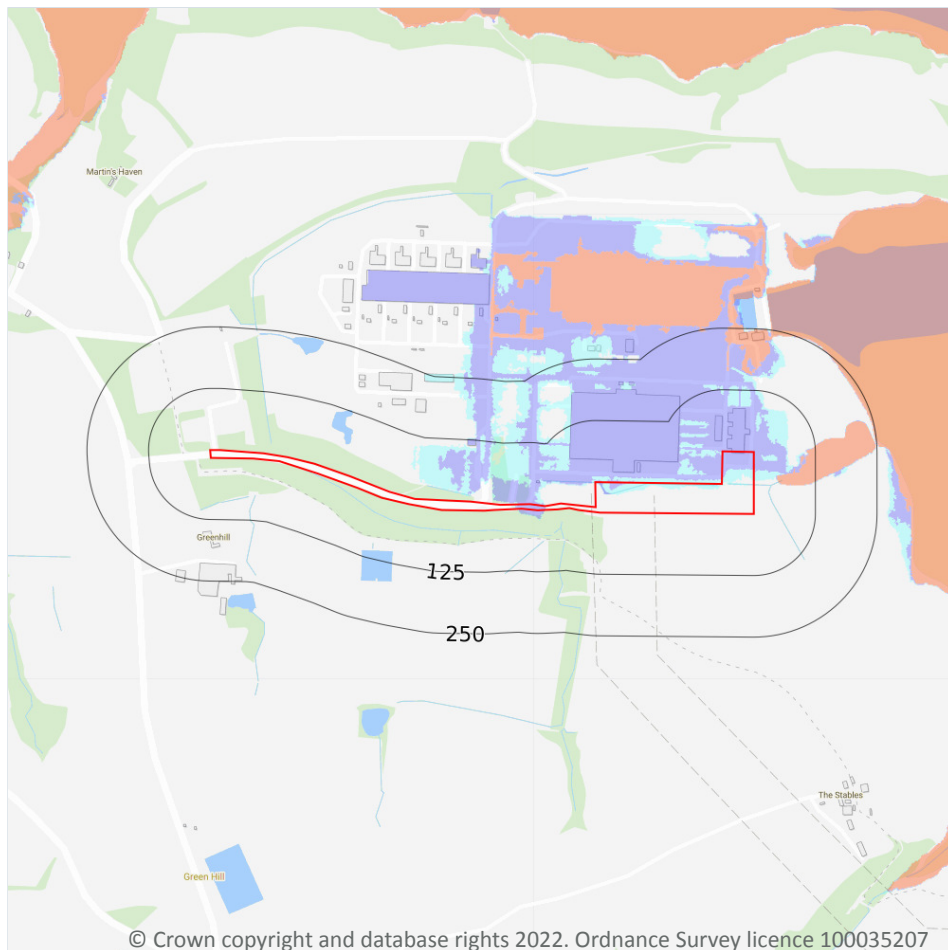 Martin's Haven
Greenhill
125
250
The Stables
Green Hill
© Crown copyright and database rights 2022. Ordnance Survey licence 100035207